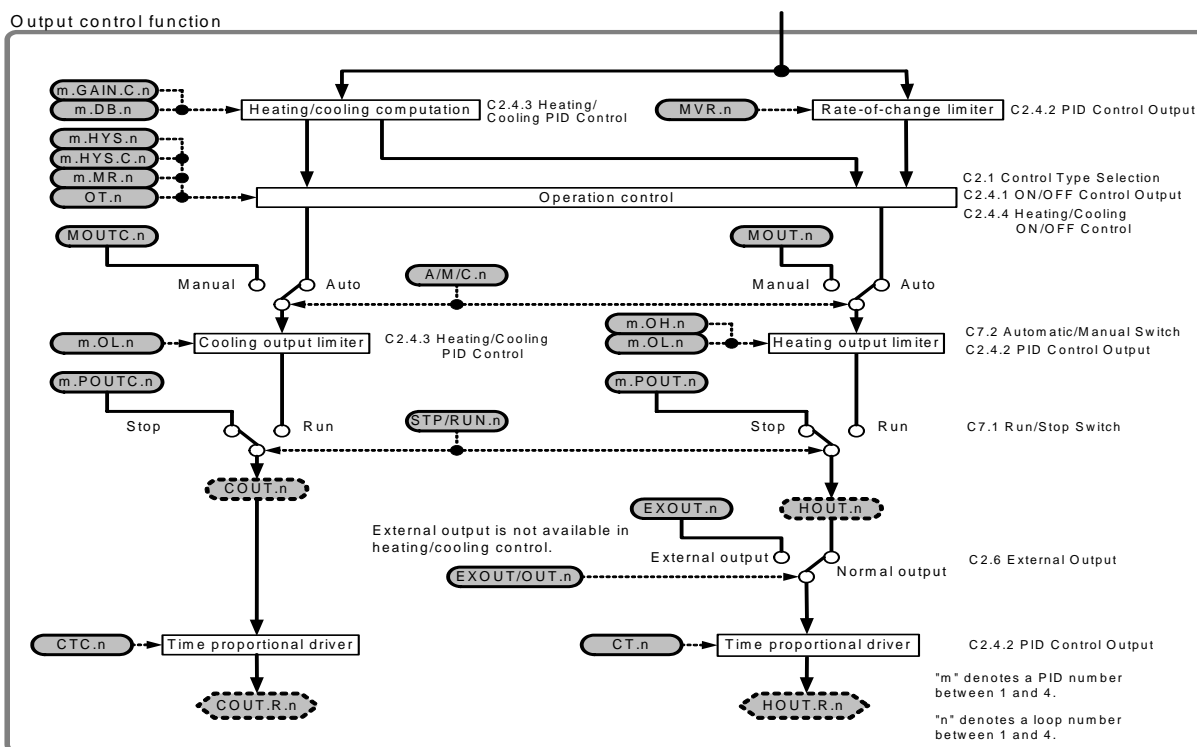 Output control function
m.GAIN.C.n
m.DB.n
Heating/cooling computation
C2.4.3 Heating/
Cooling PID Control
MVR.n
Rate-of-change limiter
C2.4.2 PID Control Output
m.HYS.n
m.HYS.C.n
m.MR.n
OT.n
Operation control
C2.1 Control Type Selection
C2.4.1 ON/OFF Control Output
C2.4.4 Heating/Cooling
ON/OFF Control
MOUTC.n
Manual
Auto
A/M/C.n
MOUT.n
Manual
Auto
m.OL.n
Cooling output limiter
C2.4.3 Heating/Cooling
PID Control
m.OH.n
m.OL.n
Heating output limiter
C7.2 Automatic/Manual Switch
C2.4.2 PID Control Output
m.POUTC.n
Stop
Run
STP/RUN.n
m.POUT.n
Stop
Run
C7.1 Run/Stop Switch
COUT.n
HOUT.n
External output is not available in
heating/cooling control.
EXOUT.n
External output
Normal output
C2.6 External Output
EXOUT/OUT.n
CTC.n
Time proportional driver
CT.n
Time proportional driver
C2.4.2 PID Control Output
COUT.R.n
HOUT.R.n
"m" denotes a PID number
between 1 and 4.
"n" denotes a loop number
between 1 and 4.